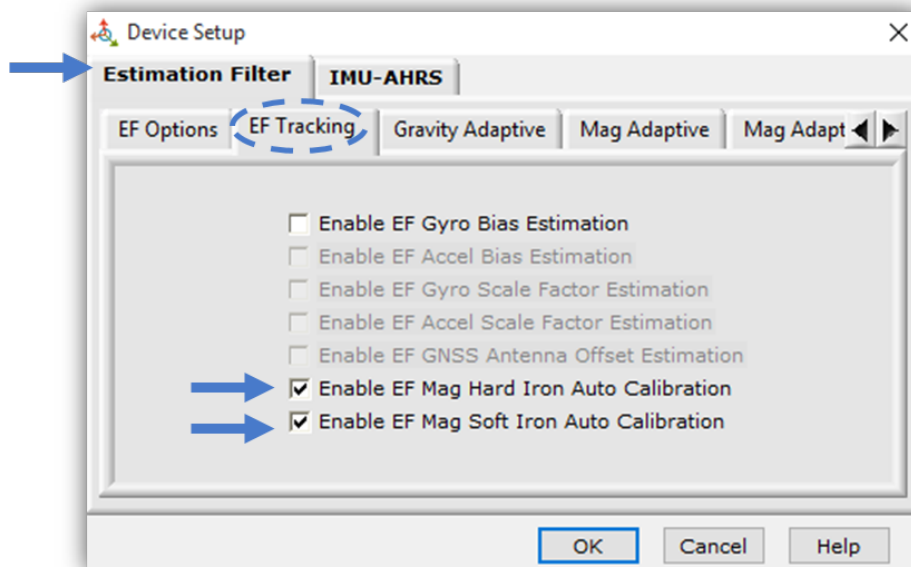 Device Setup
Estimation Filter
IMU-AHRS
EF Options
EF Tracking
Gravity Adaptive
Mag Adaptive
Mag Adapt
Enable EF Gyro Bias Estimation
Enable EF Accel Bias Estimation
Enable EF Gyro Scale Factor Estimation
Enable EF Accel Scale Factor Estimation
Enable EF GNSS Antenna Offset Estimation
Enable EF Mag Hard Iron Auto Calibration
Enable EF Mag Soft Iron Auto Calibration
OK
Cancel
Help